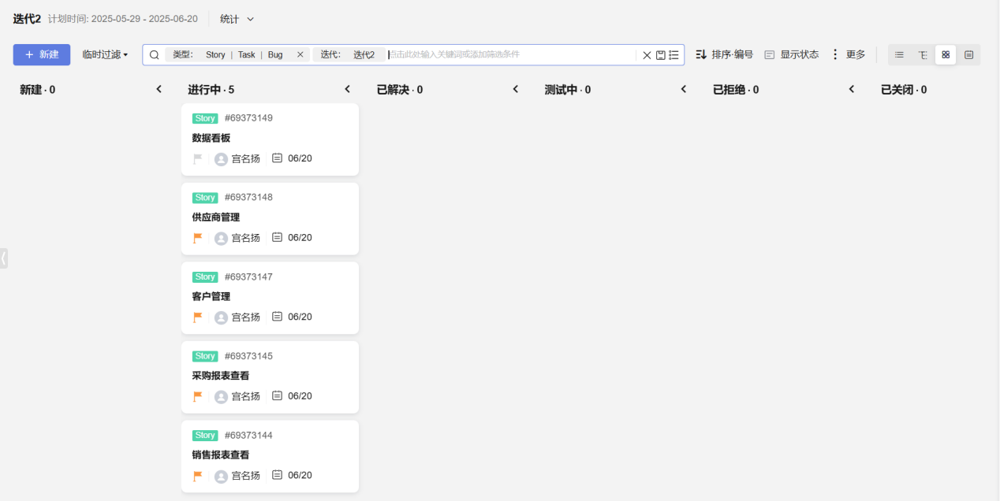 迭代2 计划时间: 2025-05-29 - 2025-06-20 统计
新建 临时过滤 类型: Story | Task | Bug 迭代: 迭代2 点击此处输入关键词或添加筛选条件 排序·编号 显示状态 更多
新建 · 0 进行中 · 5 已解决 · 0 测试中 · 0 已拒绝 · 0 已关闭 · 0
Story #69373149
数据看板
宫名扬 06/20
Story #69373148
供应商管理
宫名扬 06/20
Story #69373147
客户管理
宫名扬 06/20
Story #69373145
采购报表查看
宫名扬 06/20
Story #69373144
销售报表查看
宫名扬 06/20